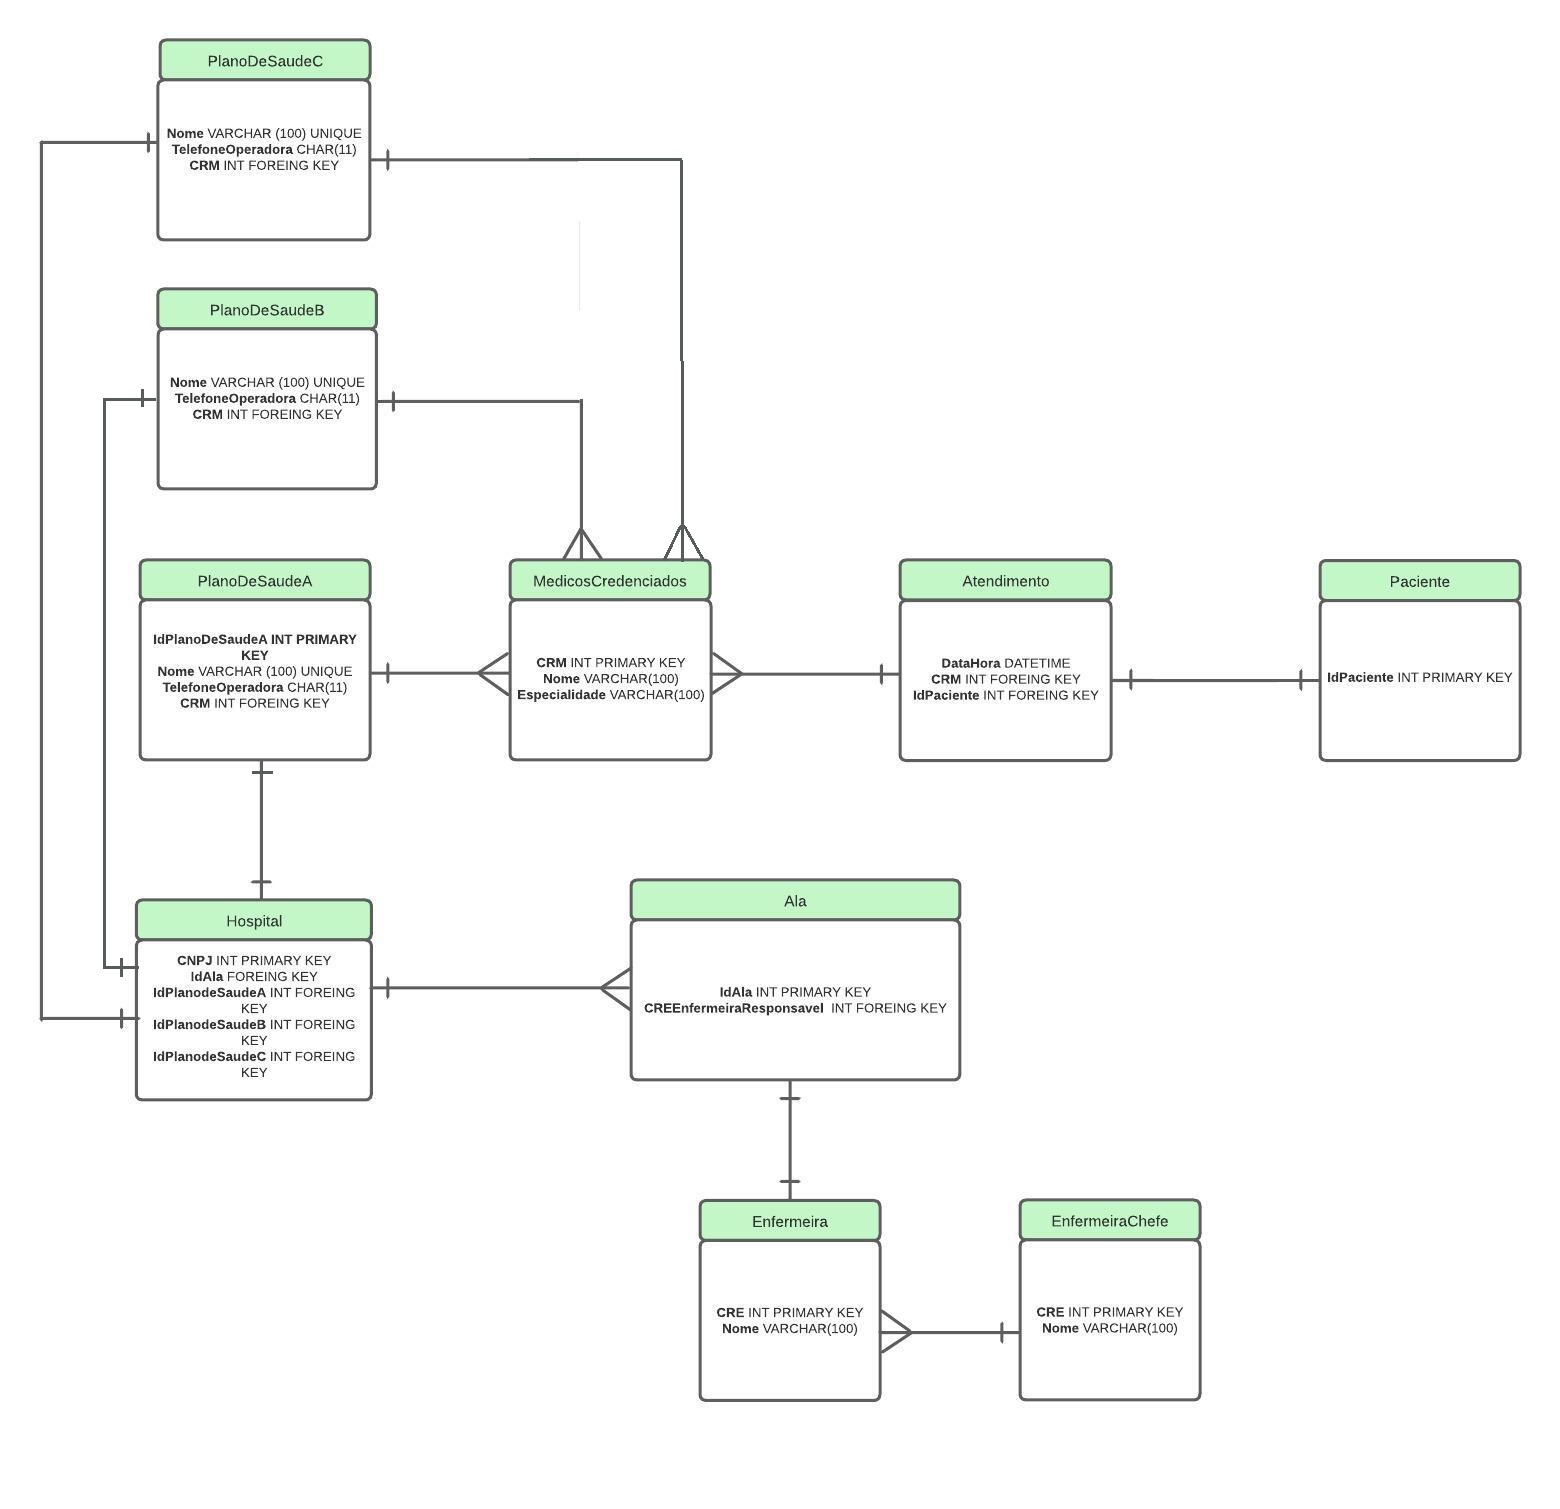 PlanoDeSaudeC
Nome VARCHAR (100) UNIQUE
TelefoneOperadora CHAR(11)
CRM INT FOREING KEY
PlanoDeSaudeB
Nome VARCHAR (100) UNIQUE
TelefoneOperadora CHAR(11)
CRM INT FOREING KEY
PlanoDeSaudeA
IdPlanoDeSaudeA INT PRIMARY
KEY
Nome VARCHAR (100) UNIQUE
TelefoneOperadora CHAR(11)
CRM INT FOREING KEY
MedicosCredenciados
CRM INT PRIMARY KEY
Nome VARCHAR(100)
Especialidade VARCHAR(100)
Atendimento
DataHora DATETIME
CRM INT FOREING KEY
IdPaciente INT FOREING KEY
Paciente
IdPaciente INT PRIMARY KEY
Hospital
CNPJ INT PRIMARY KEY
IdAla FOREING KEY
IdPlanodeSaudeA INT FOREING
KEY
IdPlanodeSaudeB INT FOREING
KEY
IdPlanodeSaudeC INT FOREING
KEY
Ala
IdAla INT PRIMARY KEY
CREEnfermeiraResponsavel INT FOREING KEY
Enfermeira
CRE INT PRIMARY KEY
Nome VARCHAR(100)
EnfermeiraChefe
CRE INT PRIMARY KEY
Nome VARCHAR(100)